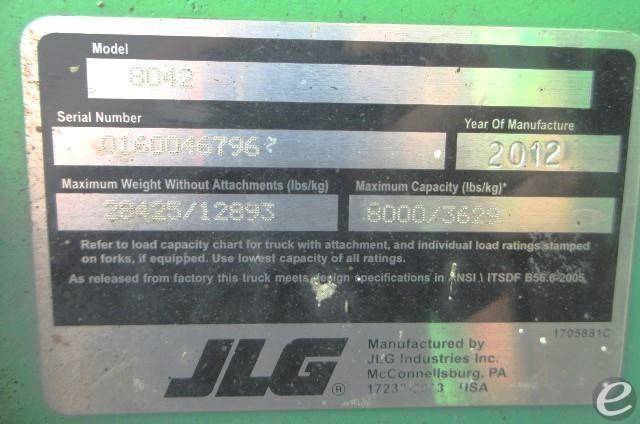 Model
8042
Serial Number
0160046796
Year Of Manufacture
2012
Maximum Weight Without Attachments (lbs/kg)
28425/12893
Maximum Capacity (lbs/kg)*
8000/3629
Refer to load capacity chart for truck with attachment, and individual load ratings stamped
on forks, if equipped. Use lowest capacity of all ratings.
As released from factory this truck meets design specifications in ANSI \ ITSDF B56.6-2005
1705881C
JLG®
Manufactured by
JLG Industries Inc.
McConnellsburg, PA
USA
e